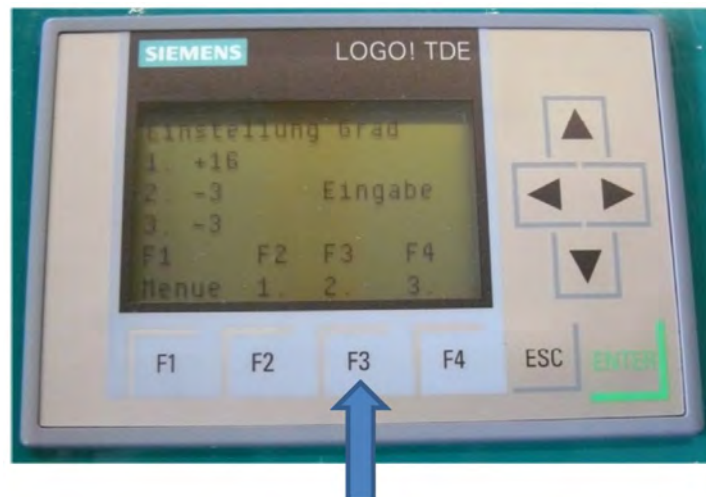 SIEMENS LOGO! TDE
Einstellung Grad
1. +16
2. -3 Eingabe
3. -3
F1 F2 F3 F4
Menue 1. 2. 3.
F1 F2 F3 F4 ESC ENTER